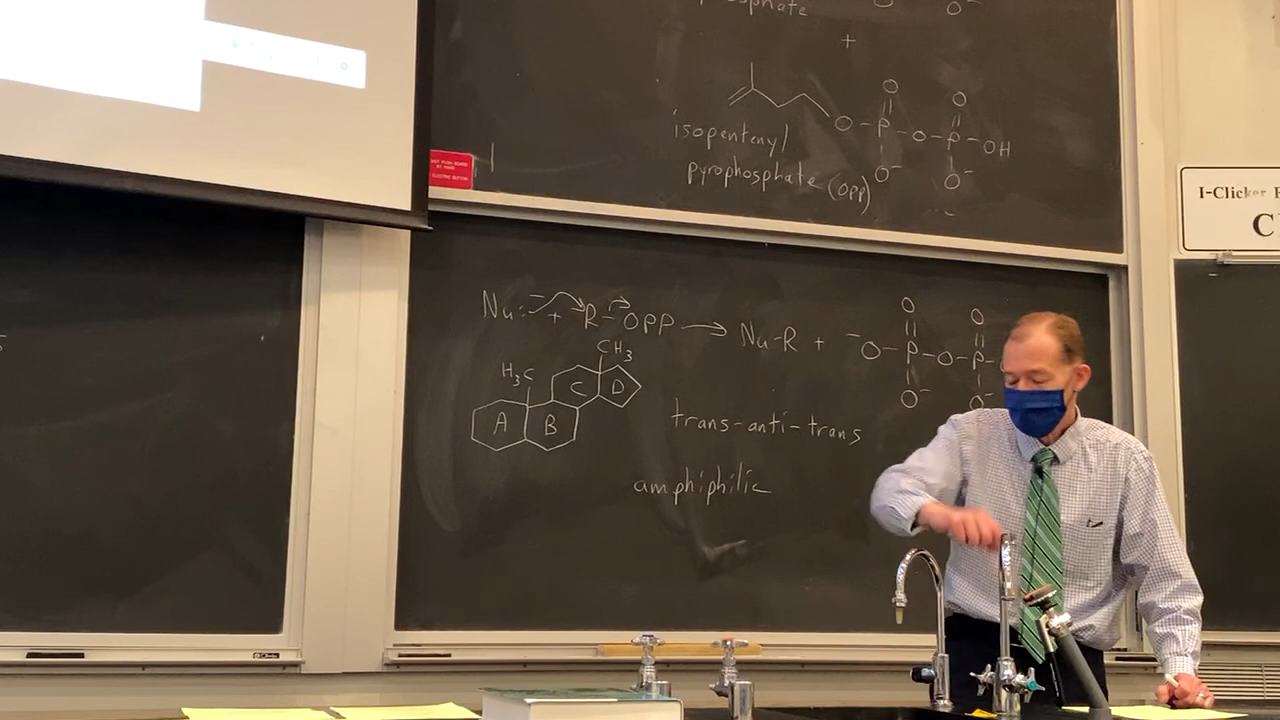 O⁻
+
O O
isopentenyl O–P–O–P–OH
pyrophosphate (OPP) O⁻ O⁻
I-Clicker
C
Nu:⁻ + R–OPP → Nu–R + ⁻O–P–O–P–
O O
O⁻ O⁻
CH₃
H₃C
A B C D
trans-anti-trans
amphiphilic